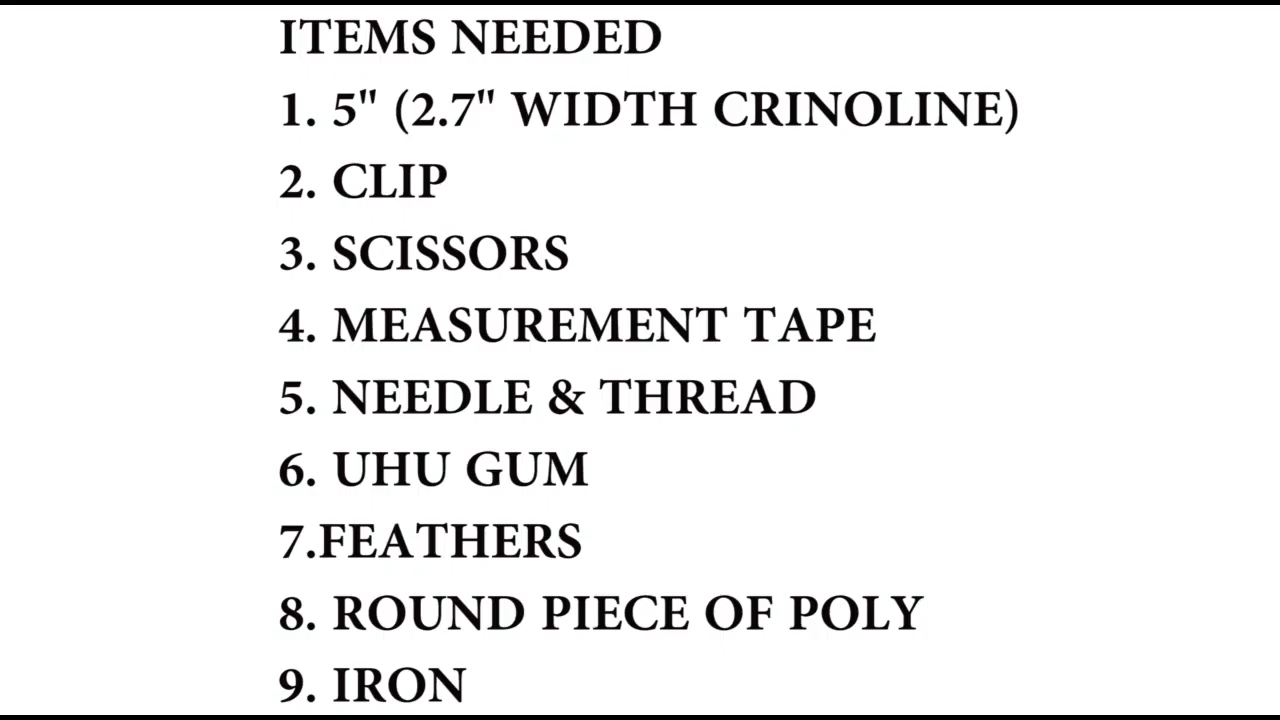 ITEMS NEEDED
1. 5" (2.7" WIDTH CRINOLINE)
2. CLIP
3. SCISSORS
4. MEASUREMENT TAPE
5. NEEDLE & THREAD
6. UHU GUM
7.FEATHERS
8. ROUND PIECE OF POLY
9. IRON